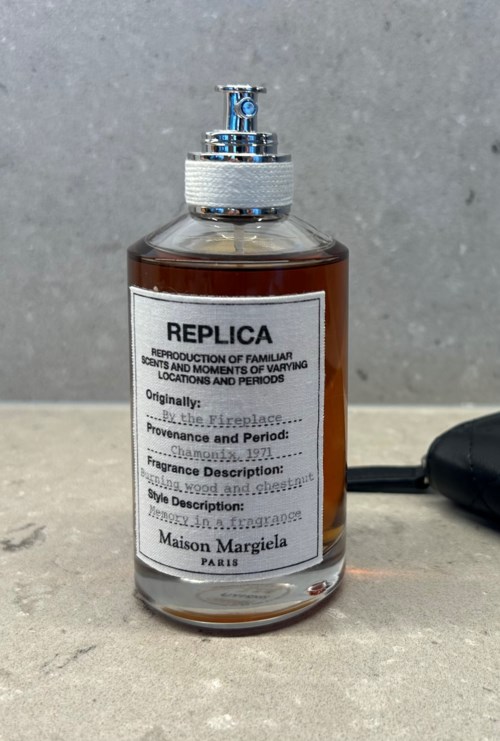 REPLICA
REPRODUCTION OF FAMILIAR
SCENTS AND MOMENTS OF VARYING
LOCATIONS AND PERIODS
Originally:
By the Fireplace
Provenance and Period:
Chamonix, 1971
Fragrance Description:
Burning wood and chestnut
Style Description:
Memory in a fragrance
Maison Margiela
PARIS